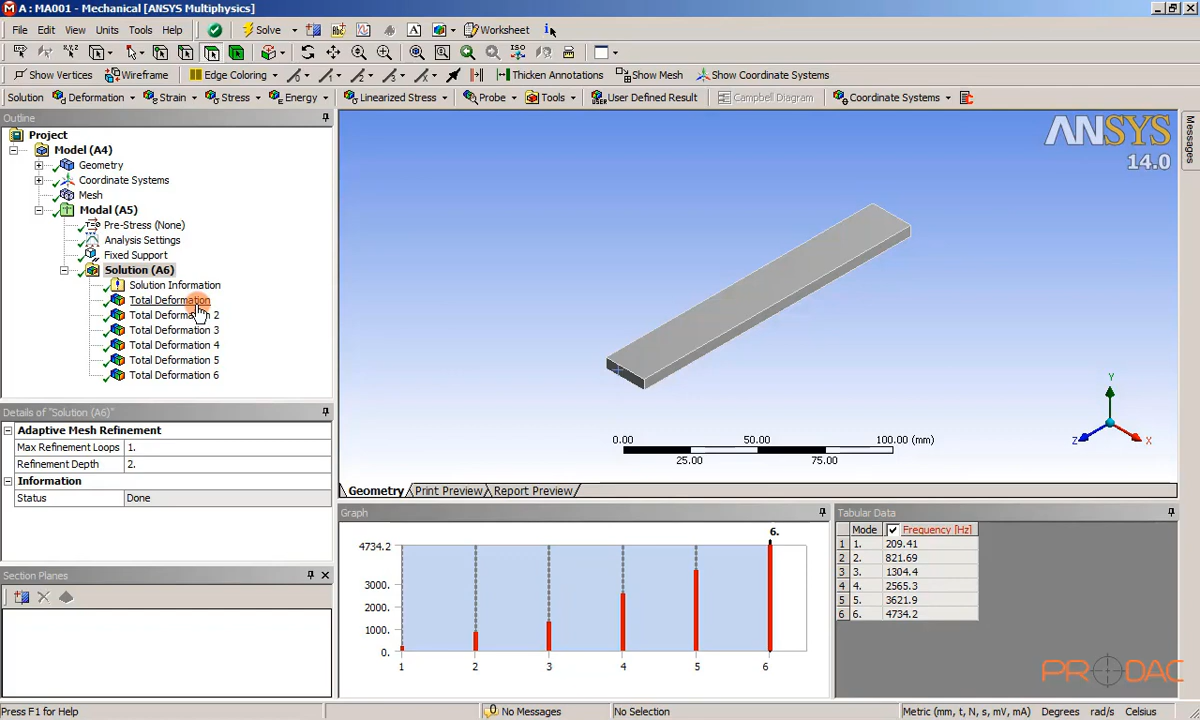 A : MA001 - Mechanical [ANSYS Multiphysics]
File Edit View Units Tools Help Solve Worksheet
Show Vertices Wireframe Edge Coloring Thicken Annotations Show Mesh Show Coordinate Systems
Solution Deformation Strain Stress Energy Linearized Stress Probe Tools User Defined Result Campbell Diagram Coordinate Systems
Outline
Project
Model (A4)
Geometry
Coordinate Systems
Mesh
Modal (A5)
Pre-Stress (None)
Analysis Settings
Fixed Support
Solution (A6)
Solution Information
Total Deformation
Total Deformation 2
Total Deformation 3
Total Deformation 4
Total Deformation 5
Total Deformation 6
Details of "Solution (A6)"
Adaptive Mesh Refinement
Max Refinement Loops 1.
Refinement Depth 2.
Information
Status Done
Section Planes
ANSYS
14.0
Messages
Y
Z
X
0.00 50.00 100.00 (mm)
25.00 75.00
Geometry Print Preview Report Preview
Graph
6.
4734.2
3000.
2000.
1000.
0.
1 2 3 4 5 6
Tabular Data
Mode Frequency [Hz]
1 1. 209.41
2 2. 821.69
3 3. 1304.4
4 4. 2565.3
5 5. 3621.9
6 6. 4734.2
PRODAC
Press F1 for Help No Messages No Selection Metric (mm, t, N, s, mV, mA) Degrees rad/s Celsius